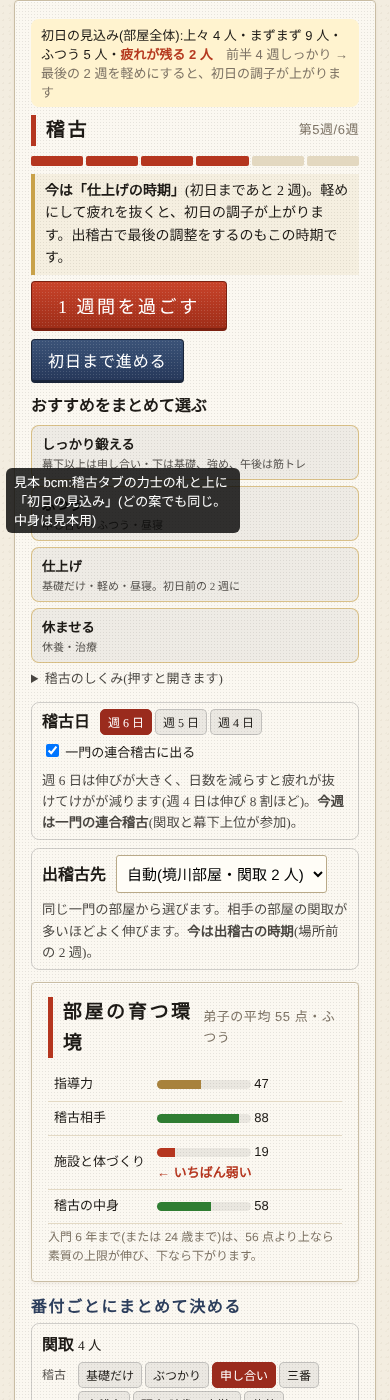 初日の見込み(部屋全体):上々 4 人・まずまず 9 人・
ふつう 5 人・疲れが残る 2 人　前半 4 週しっかり →
最後の 2 週を軽めにすると、初日の調子が上がりま
す
稽古
第5週/6週
今は「仕上げの時期」(初日まであと 2 週)。軽め
にして疲れを抜くと、初日の調子が上がりま
す。出稽古で最後の調整をするのもこの時期で
す。
1 週間を過ごす
初日まで進める
おすすめをまとめて選ぶ
しっかり鍛える
幕下以上は申し合い・下は基礎、強め、午後は筋トレ
見本 bcm:稽古タブの力士の札と上に
「初日の見込み」(どの案でも同じ。
中身は見本用)
仕上げ
基礎だけ・軽め・昼寝。初日前の 2 週に
休ませる
休養・治療
▶ 稽古のしくみ(押すと開きます)
稽古日 週 6 日 週 5 日 週 4 日
一門の連合稽古に出る
週 6 日は伸びが大きく、日数を減らすと疲れが抜
けてけがが減ります(週 4 日は伸び 8 割ほど)。今週
は一門の連合稽古(関取と幕下上位が参加)。
出稽古先 自動(境川部屋・関取 2 人)
同じ一門の部屋から選びます。相手の部屋の関取が
多いほどよく伸びます。今は出稽古の時期(場所前
の 2 週)。
部屋の育つ環
境
弟子の平均 55 点・ふ
つう
指導力 47
稽古相手 88
施設と体づくり 19
← いちばん弱い
稽古の中身 58
入門 6 年まで(または 24 歳まで)は、56 点より上なら
素質の上限が伸び、下なら下がります。
番付ごとにまとめて決める
関取 4 人
稽古 基礎だけ ぶつかり 申し合い 三番